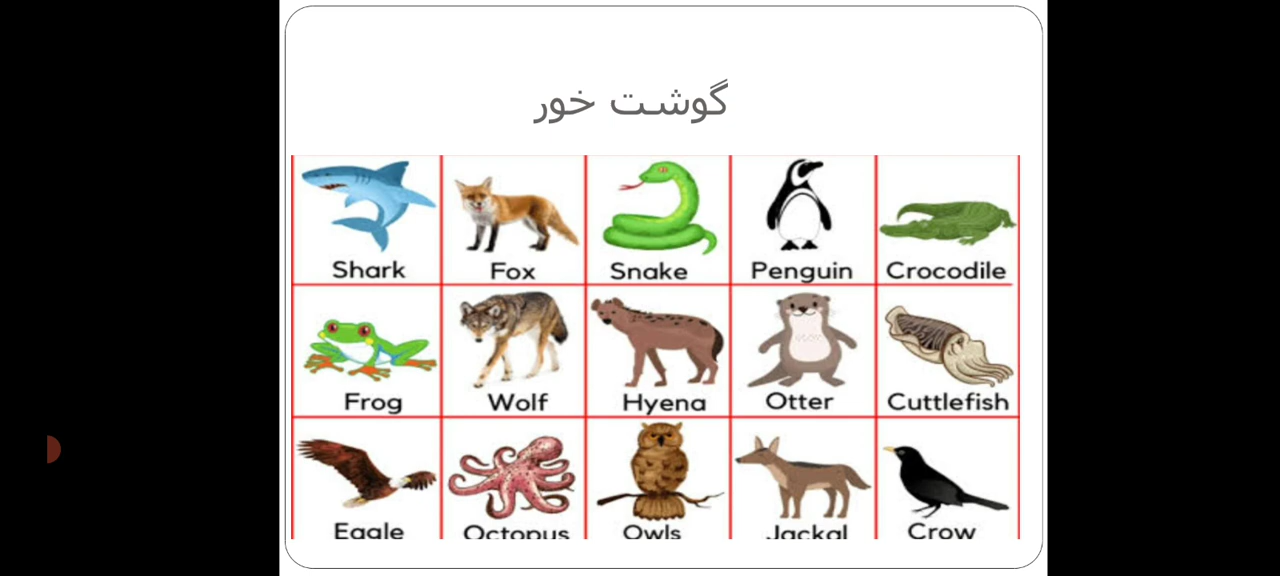 گوشت خور
Shark Fox Snake Penguin Crocodile
Frog Wolf Hyena Otter Cuttlefish
Eagle Octopus Owls Jackal Crow